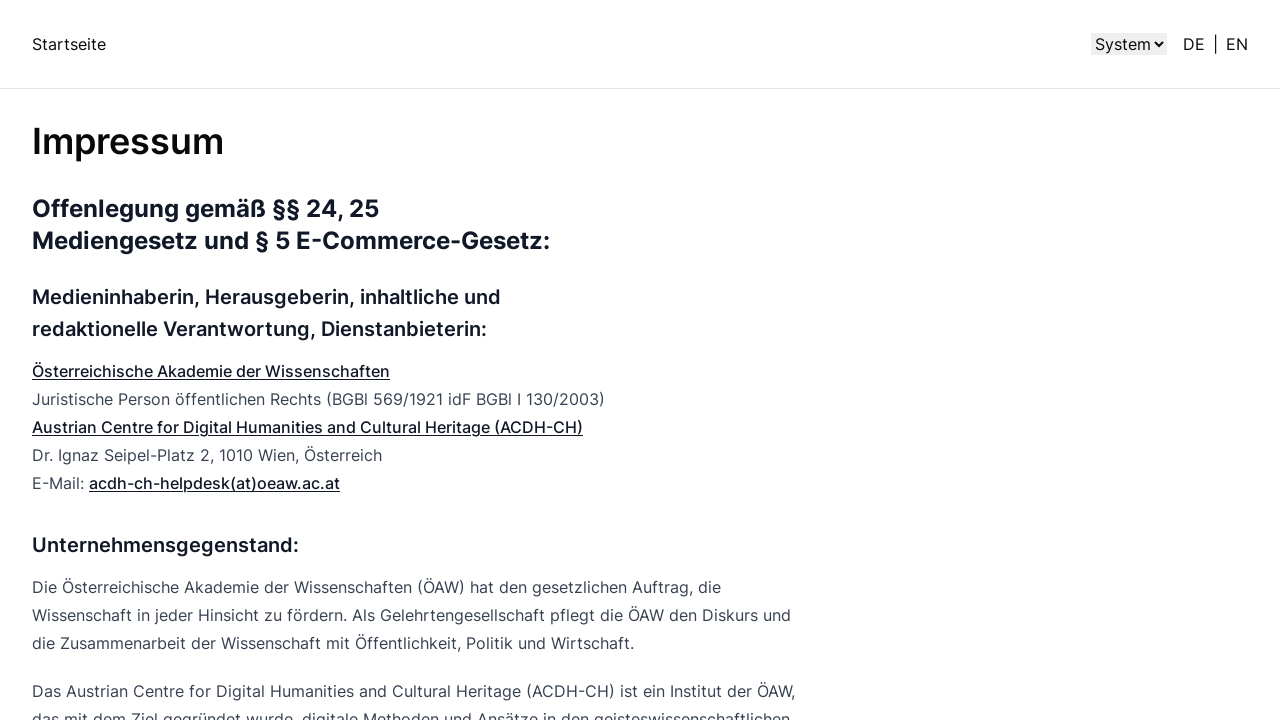 Startseite
System DE | EN
Impressum
Offenlegung gemäß §§ 24, 25
Mediengesetz und § 5 E-Commerce-Gesetz:
Medieninhaberin, Herausgeberin, inhaltliche und
redaktionelle Verantwortung, Dienstanbieterin:
Österreichische Akademie der Wissenschaften
Juristische Person öffentlichen Rechts (BGBl 569/1921 idF BGBl I 130/2003)
Austrian Centre for Digital Humanities and Cultural Heritage (ACDH-CH)
Dr. Ignaz Seipel-Platz 2, 1010 Wien, Österreich
E-Mail: acdh-ch-helpdesk(at)oeaw.ac.at
Unternehmensgegenstand:
Die Österreichische Akademie der Wissenschaften (ÖAW) hat den gesetzlichen Auftrag, die
Wissenschaft in jeder Hinsicht zu fördern. Als Gelehrtengesellschaft pflegt die ÖAW den Diskurs und
die Zusammenarbeit der Wissenschaft mit Öffentlichkeit, Politik und Wirtschaft.
Das Austrian Centre for Digital Humanities and Cultural Heritage (ACDH-CH) ist ein Institut der ÖAW,
das mit dem Ziel gegründet wurde, digitale Methoden und Ansätze in den geisteswissenschaftlichen